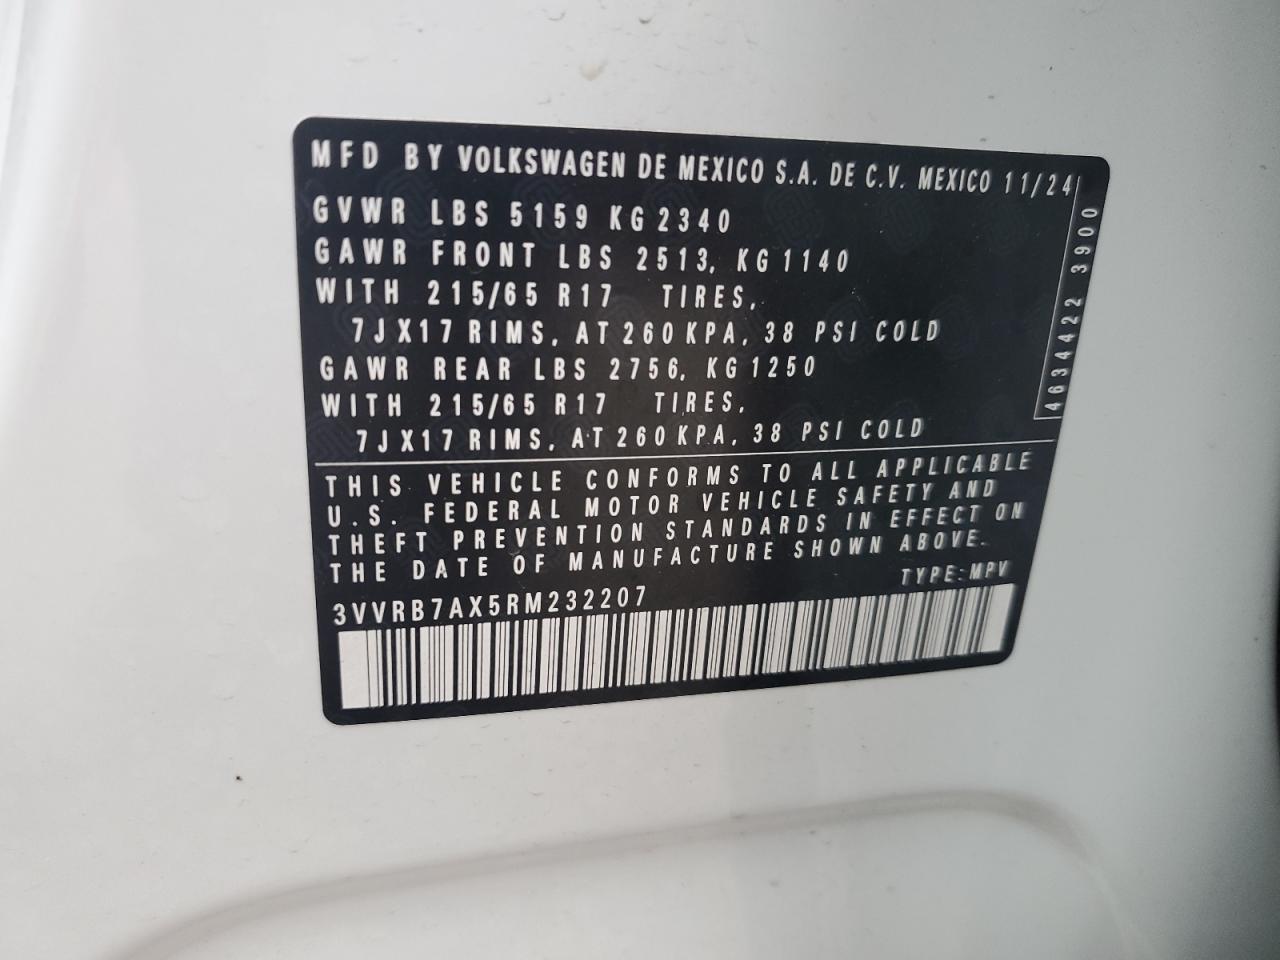 MFD BY VOLKSWAGEN DE MEXICO S.A. DE C.V. MEXICO 11/24
GVWR LBS 5159 KG 2340
GAWR FRONT LBS 2513, KG 1140
WITH 215/65 R17 TIRES,
7JX17 RIMS, AT 260 KPA, 38 PSI COLD
GAWR REAR LBS 2756, KG 1250
WITH 215/65 R17 TIRES,
7JX17 RIMS, AT 260 KPA, 38 PSI COLD
4634422 3900
THIS VEHICLE CONFORMS TO ALL APPLICABLE
U.S. FEDERAL MOTOR VEHICLE SAFETY AND
THEFT PREVENTION STANDARDS IN EFFECT ON
THE DATE OF MANUFACTURE SHOWN ABOVE.
TYPE: MPV
3VVRB7AX5RM232207